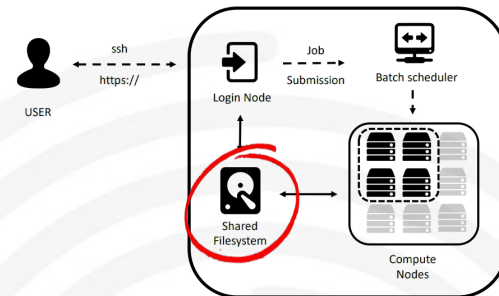 ssh
https://
USER
Login Node
Job
Submission
Batch scheduler
Shared
Filesystem
Compute
Nodes